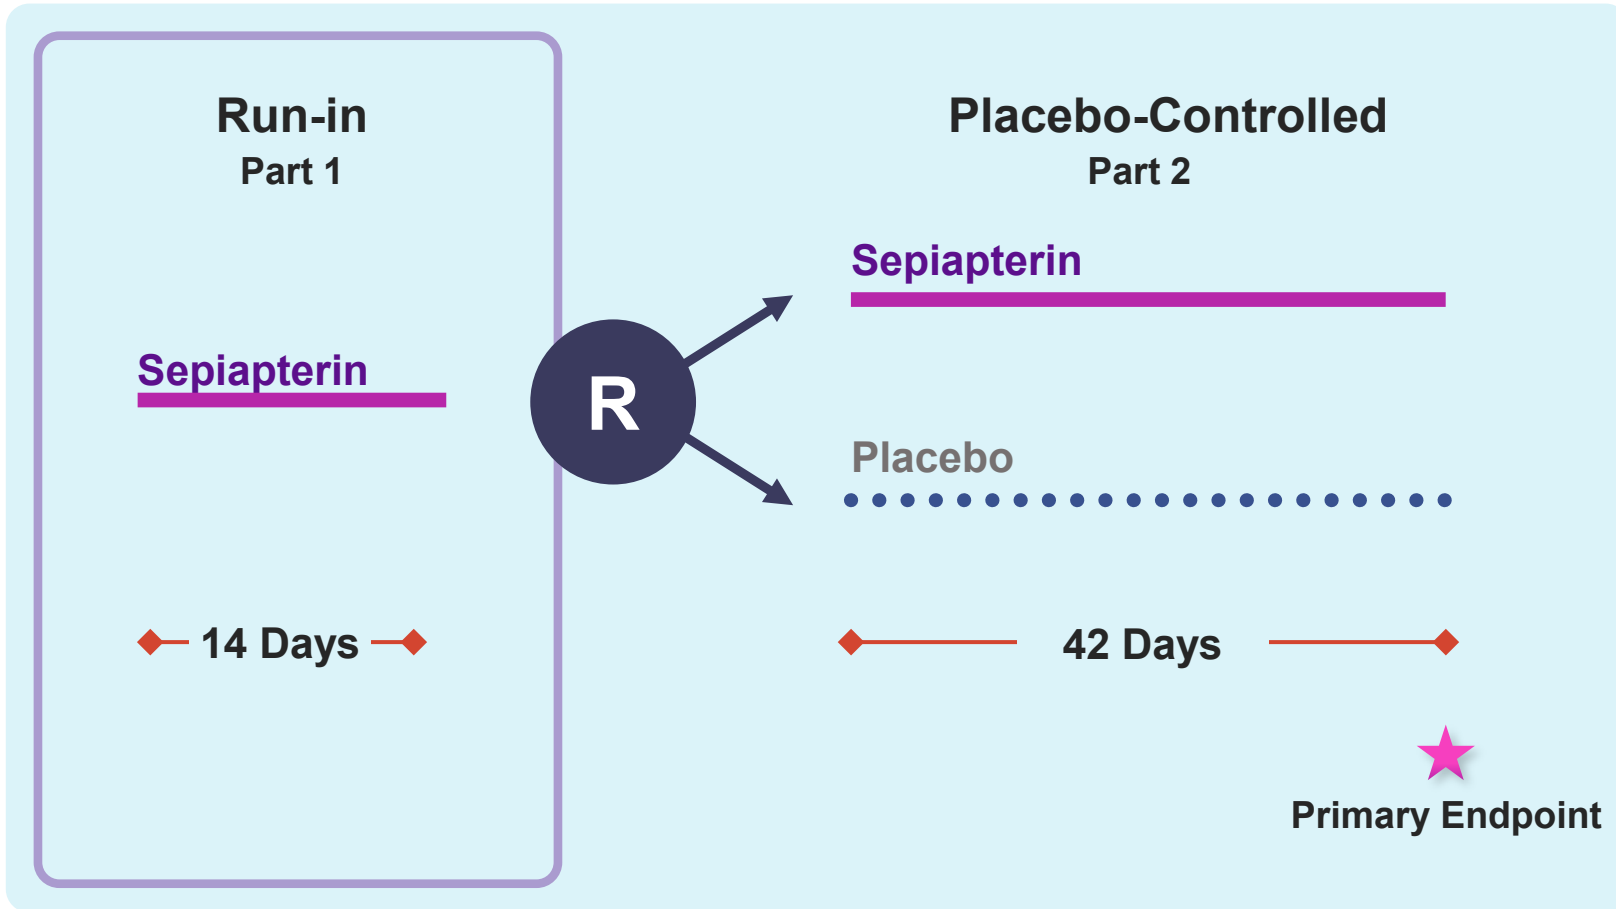 Run-in
Part 1
Sepiapterin
14 Days
R
Placebo-Controlled
Part 2
Sepiapterin
Placebo
42 Days
Primary Endpoint